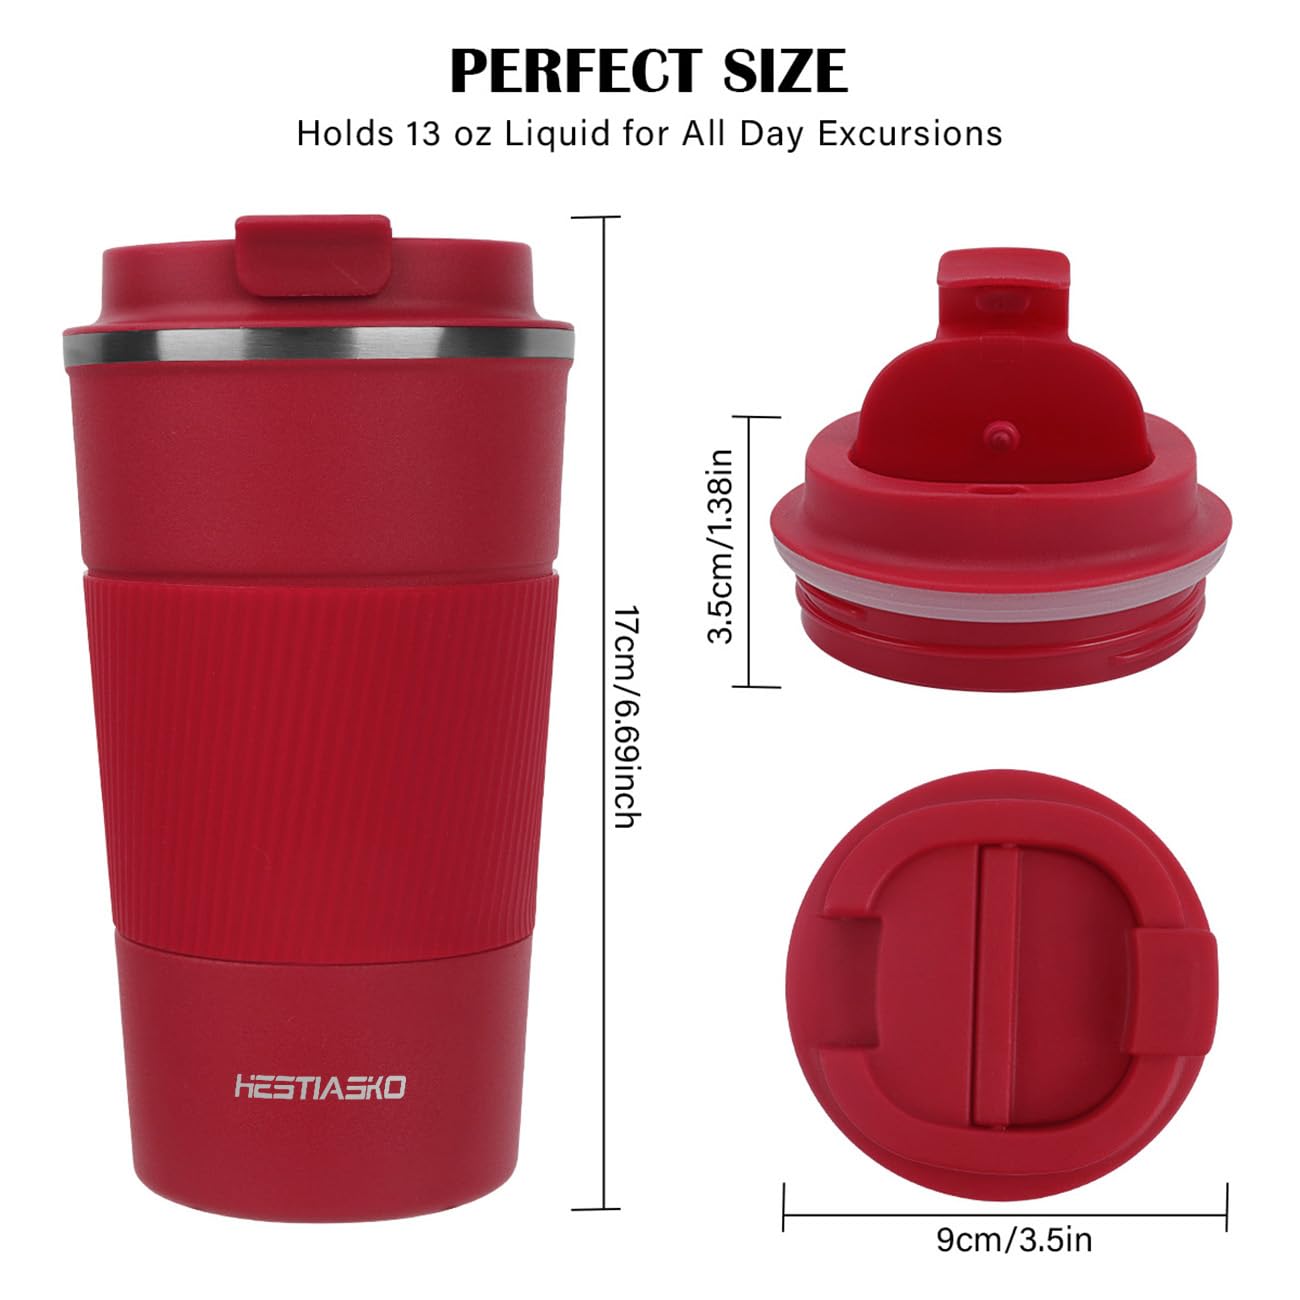 PERFECT SIZE
Holds 13 oz Liquid for All Day Excursions
17cm/6.69inch
3.5cm/1.38in
HESTIASKO
9cm/3.5in